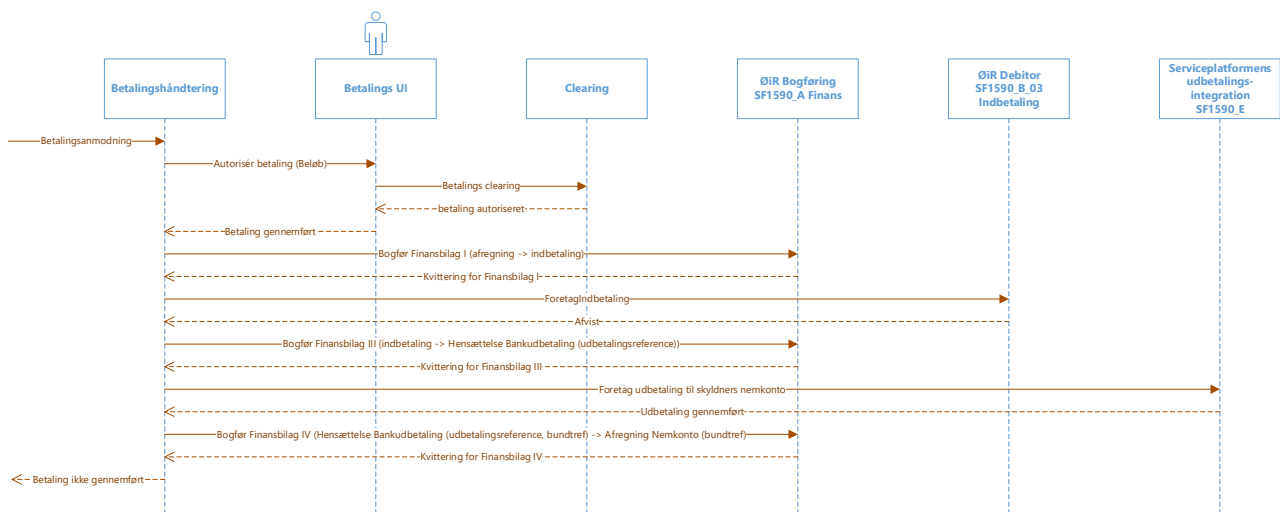 Betalingshåndtering
Betalings UI
Clearing
ØiR Bogføring
SF1590_A Finans
ØiR Debitor
SF1590_B_03
Indbetaling
Serviceplatformens
udbetalings-
integration
SF1590_E
Betalingsanmodning
Autorisér betaling (Beløb)
Betalings clearing
betaling autoriseret
Betaling gennemført
Bogfør Finansbilag I (afregning -> indbetaling)
Kvittering for Finansbilag I
ForetagIndbetaling
Afvist
Bogfør Finansbilag III (indbetaling -> Hensættelse Bankudbetaling (udbetalingsreference))
Kvittering for Finansbilag III
Foretag udbetaling til skyldners nemkonto
Udbetaling gennemført
Bogfør Finansbilag IV (Hensættelse Bankudbetaling (udbetalingsreference, bundtref) -> Afregning Nemkonto (bundtref)
Kvittering for Finansbilag IV
Betaling ikke gennemført